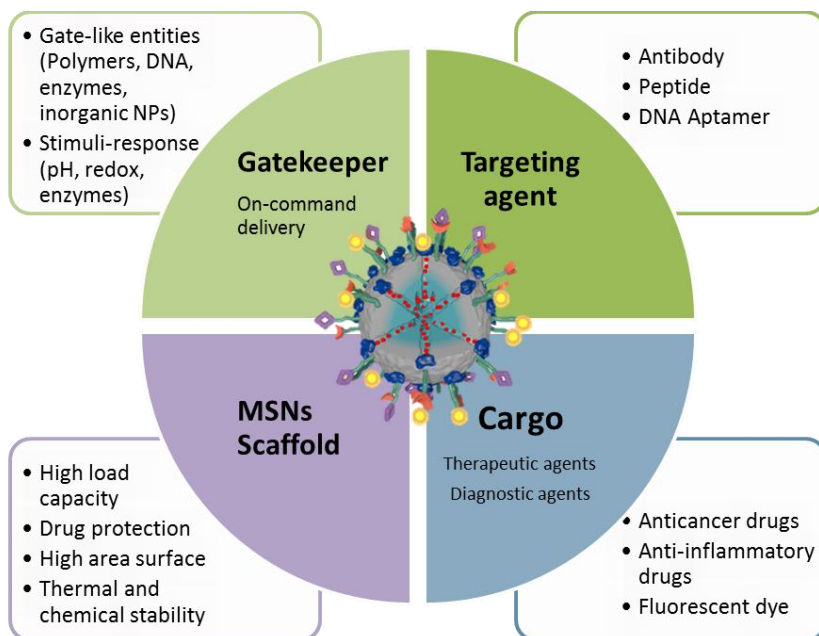 • Gate-like entities
(Polymers, DNA,
enzymes,
inorganic NPs)
• Stimuli-response
(pH, redox,
enzymes)
Gatekeeper
On-command
delivery
• Antibody
• Peptide
• DNA Aptamer
Targeting
agent
MSNs
Scaffold
• High load
capacity
• Drug protection
• High area surface
• Thermal and
chemical stability
Cargo
Therapeutic agents
Diagnostic agents
• Anticancer drugs
• Anti-inflammatory
drugs
• Fluorescent dye